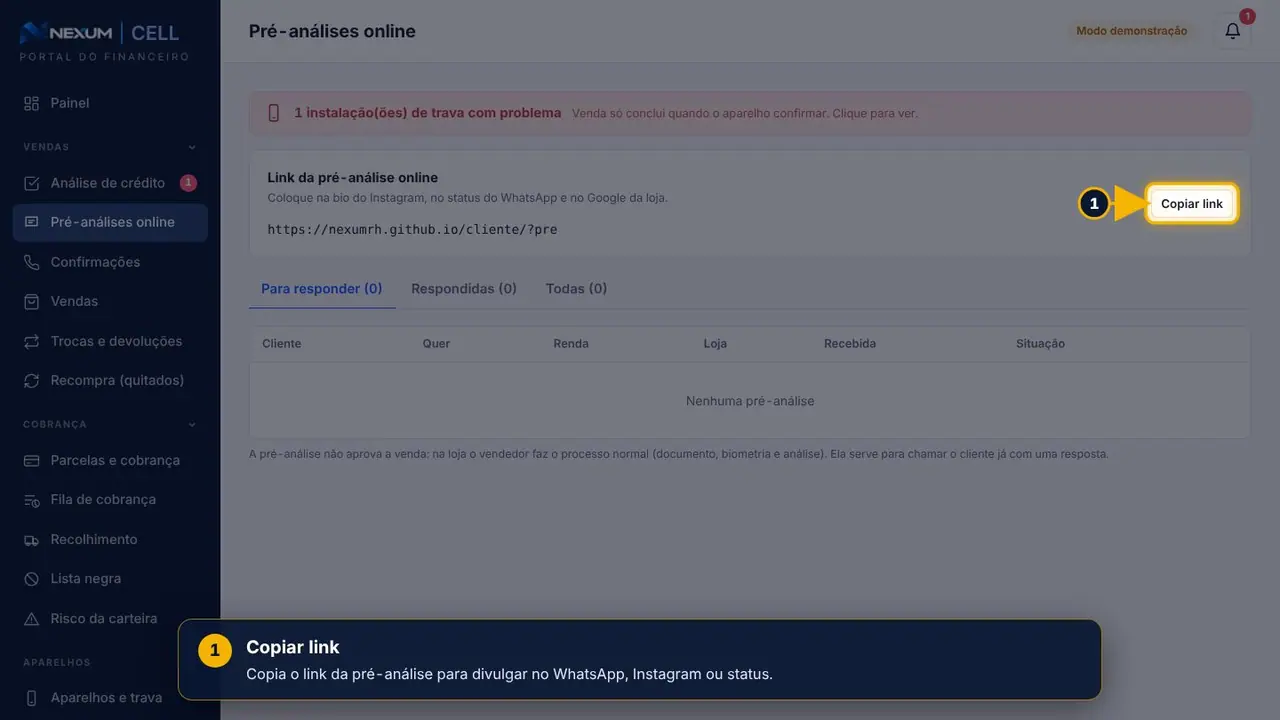 NEXUM | CELL
PORTAL DO FINANCEIRO
Painel
VENDAS
Análise de crédito 1
Pré-análises online
Confirmações
Vendas
Trocas e devoluções
Recompra (quitados)
COBRANÇA
Parcelas e cobrança
Fila de cobrança
Recolhimento
Lista negra
Risco da carteira
APARELHOS
Aparelhos e trava
Pré-análises online
Modo demonstração
1
1 instalação(ões) de trava com problema Venda só conclui quando o aparelho confirmar. Clique para ver.
Link da pré-análise online
Coloque na bio do Instagram, no status do WhatsApp e no Google da loja.
https://nexumrh.github.io/cliente/?pre
1 Copiar link
Para responder (0) Respondidas (0) Todas (0)
Cliente Quer Renda Loja Recebida Situação
Nenhuma pré-análise
A pré-análise não aprova a venda: na loja o vendedor faz o processo normal (documento, biometria e análise). Ela serve para chamar o cliente já com uma resposta.
1 Copiar link
Copia o link da pré-análise para divulgar no WhatsApp, Instagram ou status.